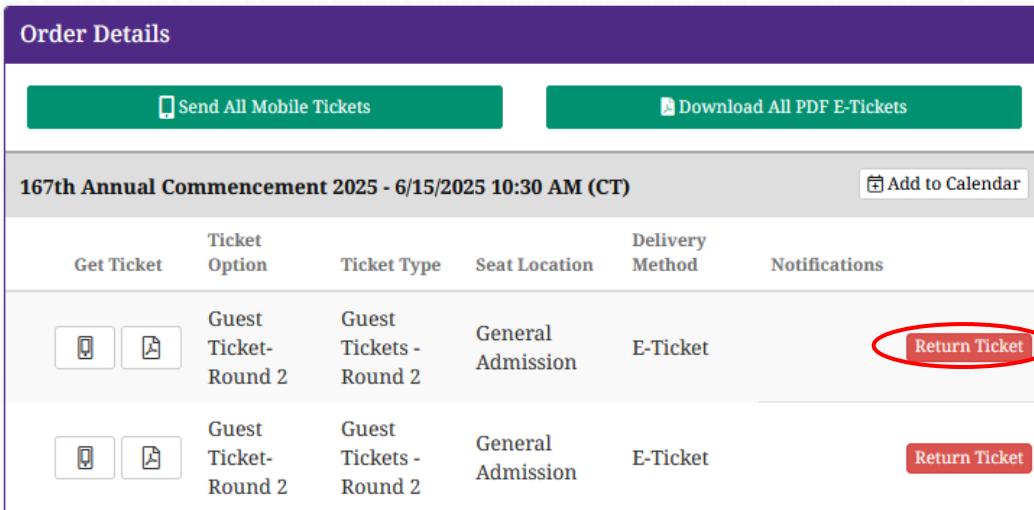 Order Details
Send All Mobile Tickets
Download All PDF E-Tickets
167th Annual Commencement 2025 - 6/15/2025 10:30 AM (CT)
Add to Calendar
Get Ticket
Ticket
Option
Ticket Type
Seat Location
Delivery
Method
Notifications
Guest
Ticket-
Round 2
Guest
Tickets -
Round 2
General
Admission
E-Ticket
Return Ticket
Guest
Ticket-
Round 2
Guest
Tickets -
Round 2
General
Admission
E-Ticket
Return Ticket